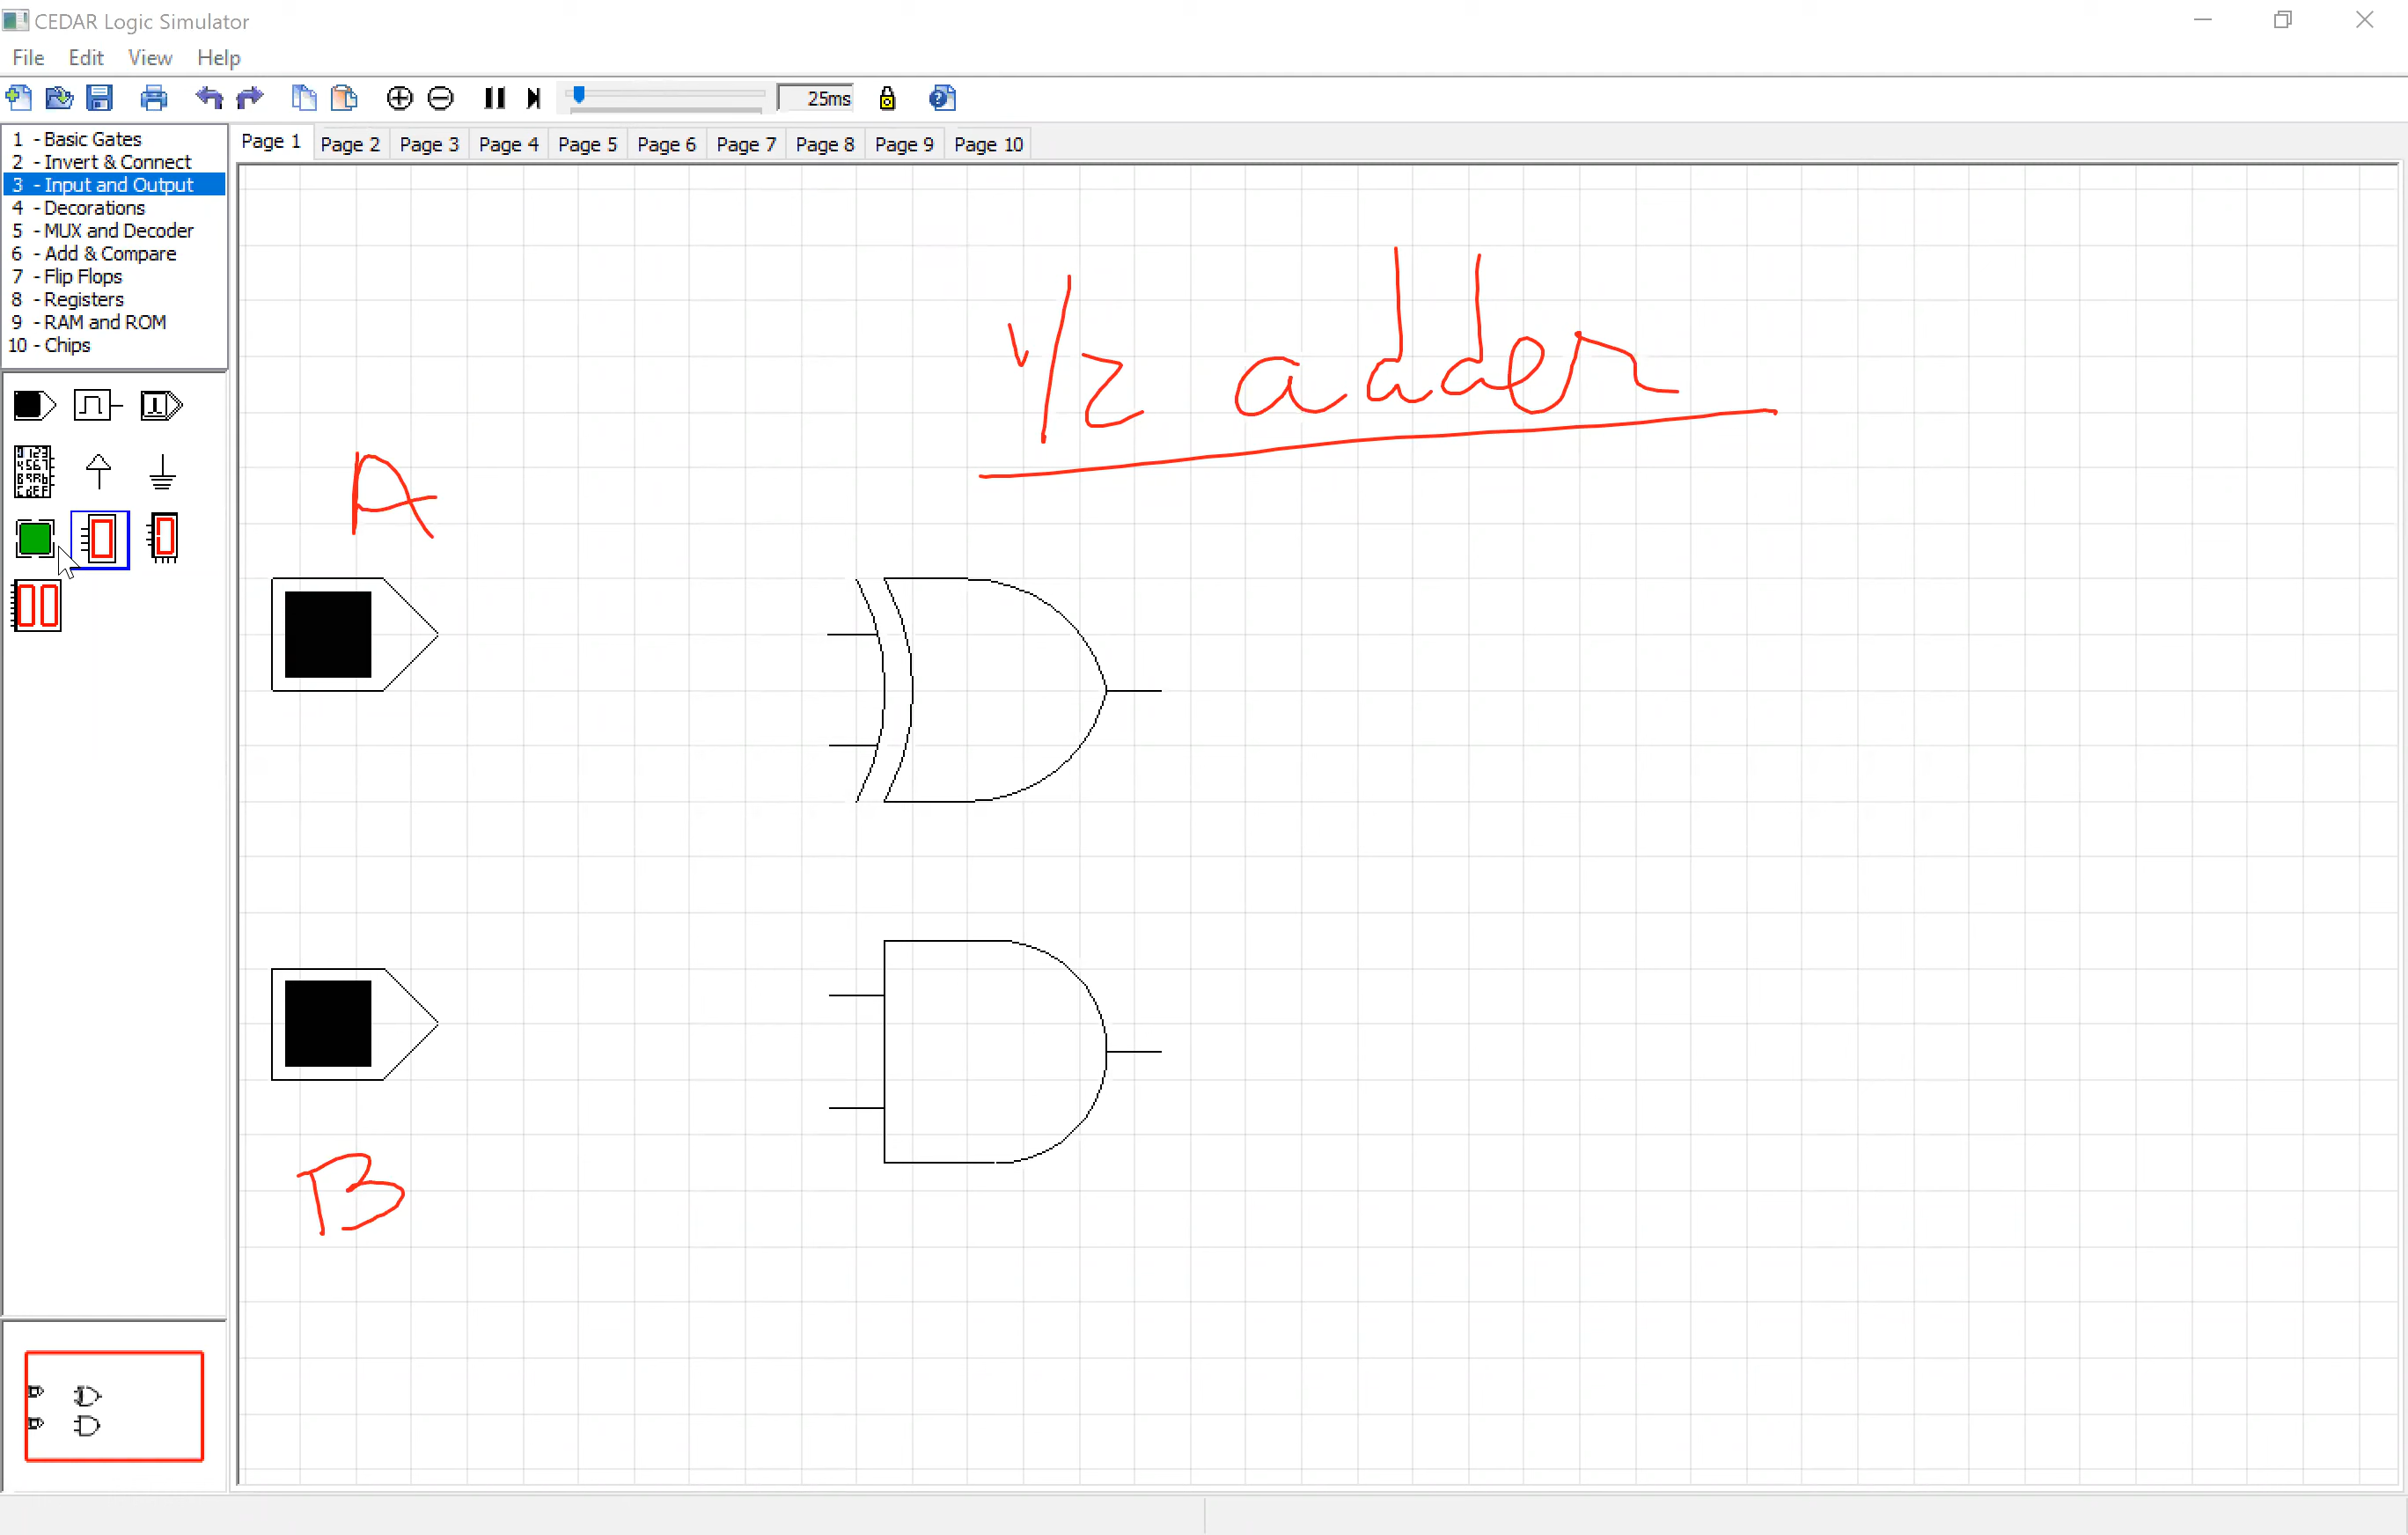 CEDAR Logic Simulator
File Edit View Help
25ms
1 - Basic Gates
2 - Invert & Connect
3 - Input and Output
4 - Decorations
5 - MUX and Decoder
6 - Add & Compare
7 - Flip Flops
8 - Registers
9 - RAM and ROM
10 - Chips
Page 1 Page 2 Page 3 Page 4 Page 5 Page 6 Page 7 Page 8 Page 9 Page 10
1/2 adder
A
B